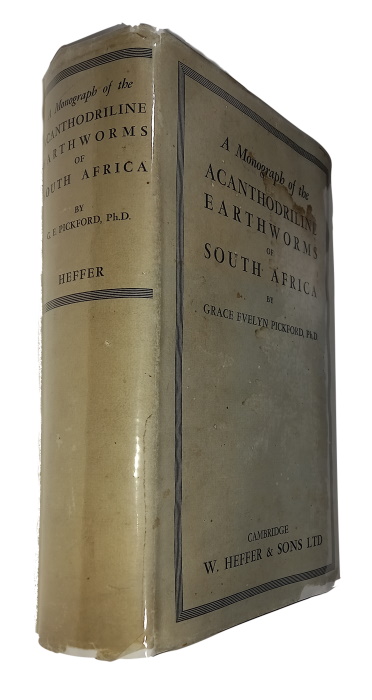 A Monograph of the
ACANTHODRILINE
EARTHWORMS
OF
SOUTH AFRICA
BY
G. E. PICKFORD, Ph.D.
HEFFER
A Monograph of the
ACANTHODRILINE
EARTHWORMS
OF
SOUTH AFRICA
BY
GRACE EVELYN PICKFORD, Ph.D.
CAMBRIDGE
W. HEFFER & SONS LTD